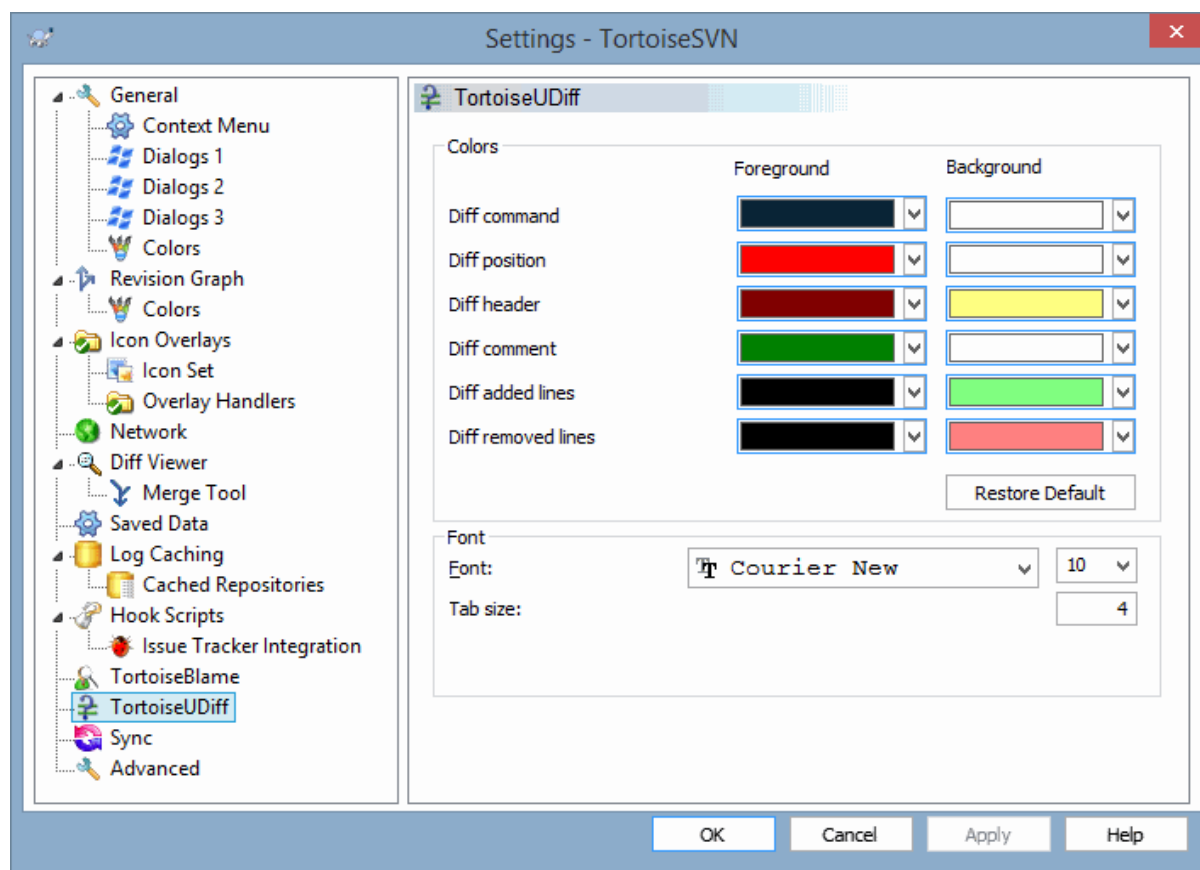 Settings - TortoiseSVN
General
Context Menu
Dialogs 1
Dialogs 2
Dialogs 3
Colors
Revision Graph
Colors
Icon Overlays
Icon Set
Overlay Handlers
Network
Diff Viewer
Merge Tool
Saved Data
Log Caching
Cached Repositories
Hook Scripts
Issue Tracker Integration
TortoiseBlame
TortoiseUDiff
Sync
Advanced
TortoiseUDiff
Colors
Foreground Background
Diff command
Diff position
Diff header
Diff comment
Diff added lines
Diff removed lines
Restore Default
Font
Font: Courier New 10
Tab size: 4
OK Cancel Apply Help